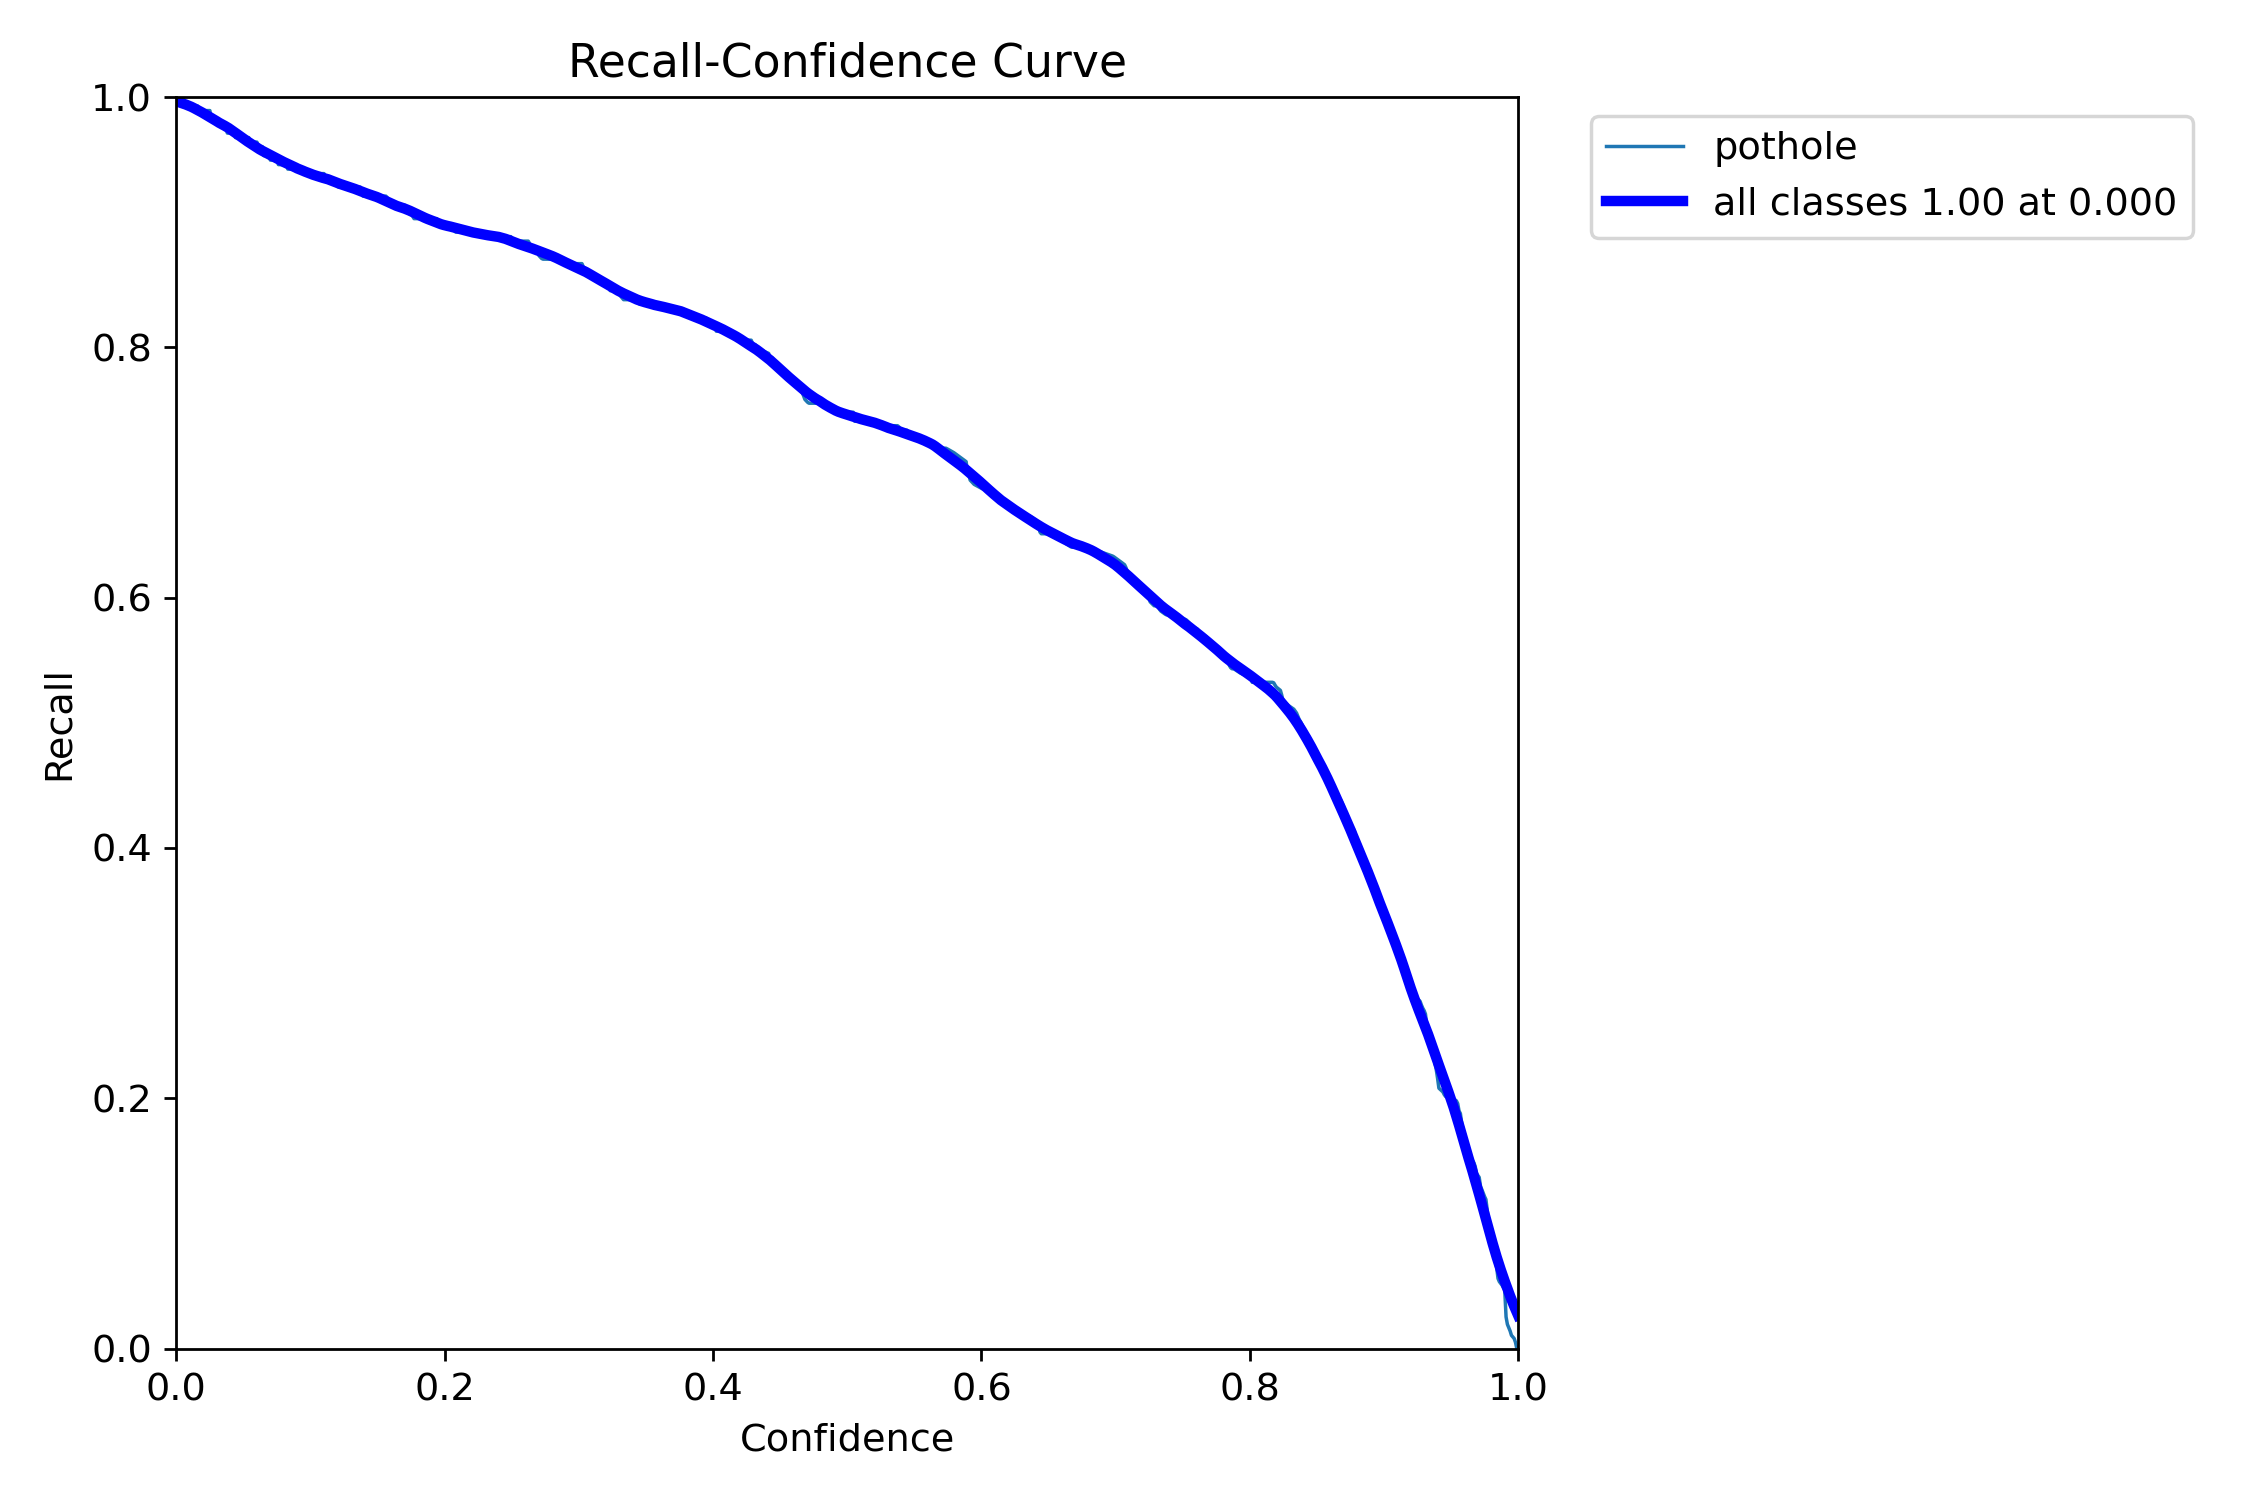 Recall-Confidence Curve
pothole
all classes 1.00 at 0.000
1.0
0.8
0.6
0.4
0.2
0.0
Recall
0.0 0.2 0.4 0.6 0.8 1.0
Confidence